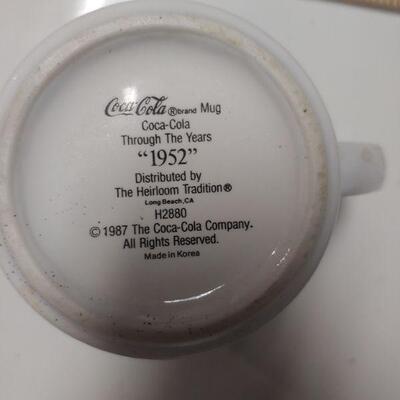 Coca-Cola ® brand Mug
Coca-Cola
Through The Years
“1952”
Distributed by
The Heirloom Tradition®
Long Beach, CA
H2880
© 1987 The Coca-Cola Company.
All Rights Reserved.
Made in Korea